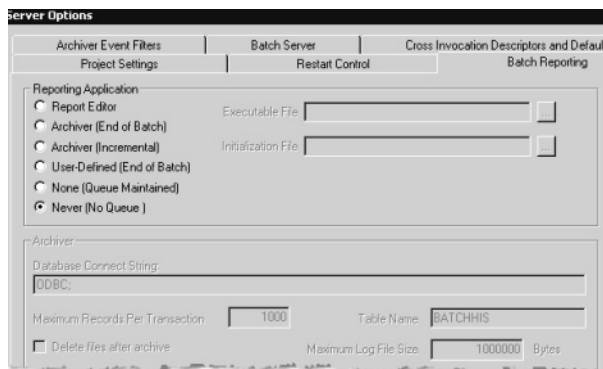 Server Options
Archiver Event Filters Batch Server Cross Invocation Descriptors and Defaul
Project Settings Restart Control Batch Reporting
Reporting Application
Report Editor Executable File ...
Archiver (End of Batch)
Archiver (Incremental) Initialization File ...
User-Defined (End of Batch)
None (Queue Maintained)
Never (No Queue )
Archiver
Database Connect String:
ODBC;
Maximum Records Per Transaction 1000 Table Name BATCHHIS
Delete files after archive Maximum Log File Size 1000000 Bytes